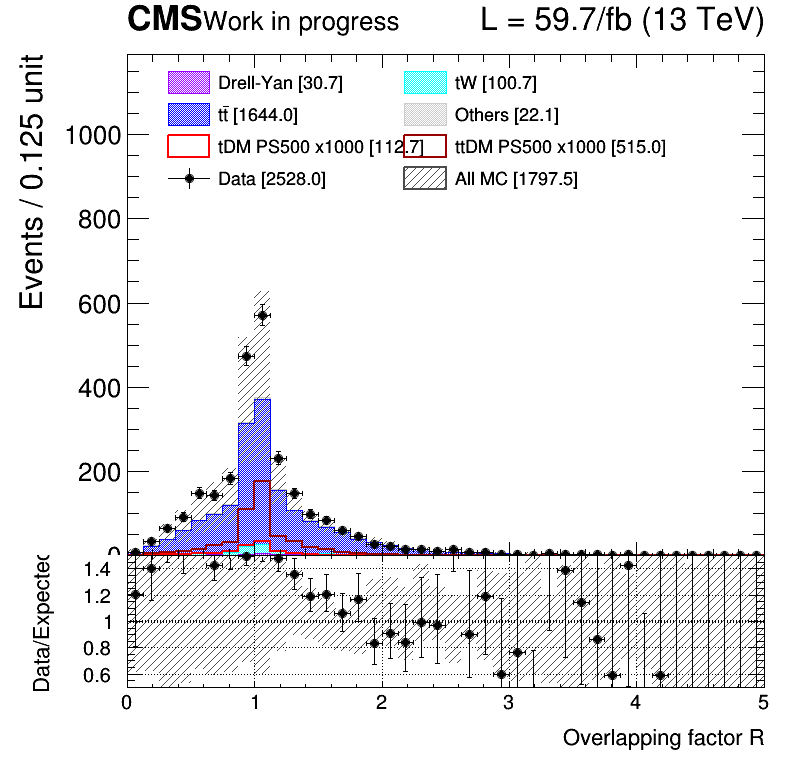 CMS Work in progress L = 59.7/fb (13 TeV)
Drell-Yan [30.7] tW [100.7]
tt̄ [1644.0] Others [22.1]
tDM PS500 x1000 [112.7] ttDM PS500 x1000 [515.0]
Data [2528.0] All MC [1797.5]
Events / 0.125 unit
1000
800
600
400
200
0
Data/Expected
1.4
1.2
1
0.8
0.6
0 1 2 3 4 5
Overlapping factor R